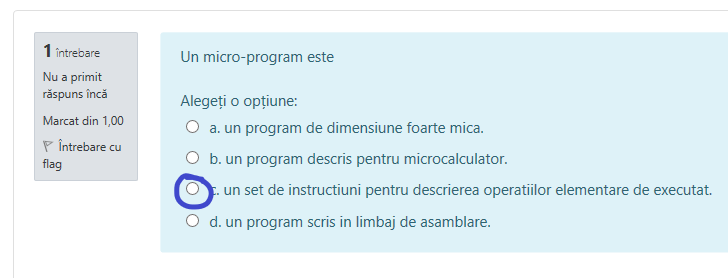 1 întrebare
Nu a primit
răspuns încă
Marcat din 1,00
Întrebare cu
flag
Un micro-program este
Alegeți o opțiune:
a. un program de dimensiune foarte mica.
b. un program descris pentru microcalculator.
c. un set de instructiuni pentru descrierea operatiilor elementare de executat.
d. un program scris in limbaj de asamblare.